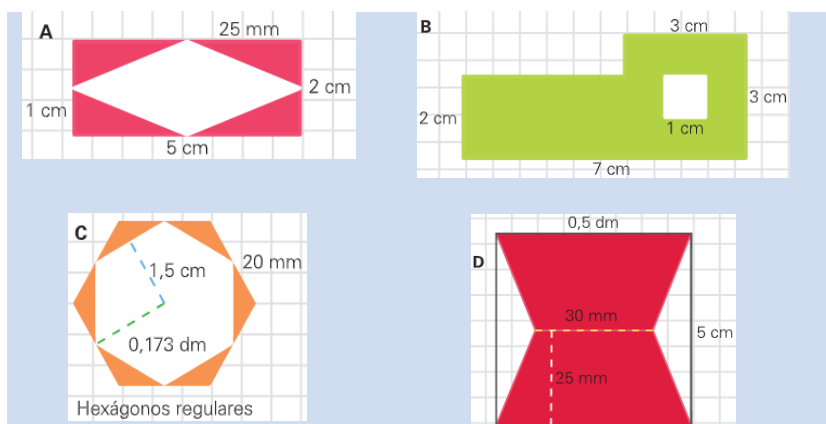 A
25 mm
2 cm
1 cm
5 cm
B
3 cm
2 cm
3 cm
1 cm
7 cm
C
1,5 cm
20 mm
0,173 dm
Hexágonos regulares
D
0,5 dm
30 mm
5 cm
25 mm